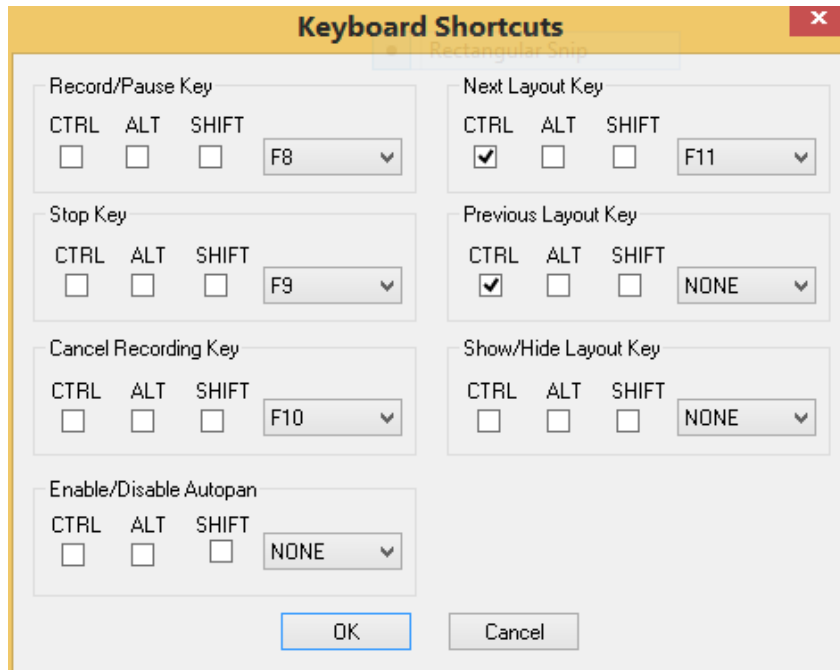 Keyboard Shortcuts
Rectangular Snip
Record/Pause Key
CTRL ALT SHIFT
F8
Next Layout Key
CTRL ALT SHIFT
F11
Stop Key
CTRL ALT SHIFT
F9
Previous Layout Key
CTRL ALT SHIFT
NONE
Cancel Recording Key
CTRL ALT SHIFT
F10
Show/Hide Layout Key
CTRL ALT SHIFT
NONE
Enable/Disable Autopan
CTRL ALT SHIFT
NONE
OK Cancel